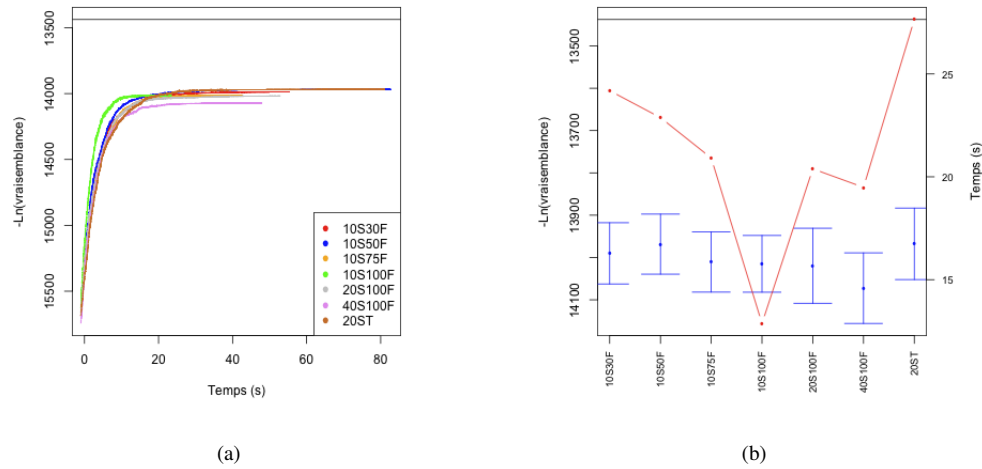 -Ln(vraisemblance)
13500
14000
14500
15000
15500
0 20 40 60 80
Temps (s)
10S30F
10S50F
10S75F
10S100F
20S100F
40S100F
20ST
(a)
-Ln(vraisemblance)
13500
13700
13900
14100
25
20
15
Temps (s)
10S30F
10S50F
10S75F
10S100F
20S100F
40S100F
20ST
(b)